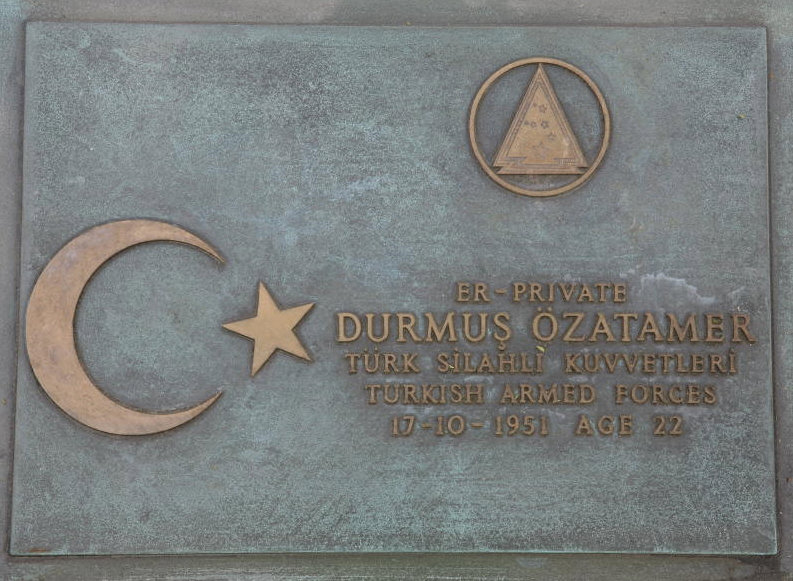 ER-PRIVATE
DURMUŞ ÖZATAMER
TÜRK SİLAHLİ KUVVETLERİ
TURKISH ARMED FORCES
17-10-1951 AGE 22